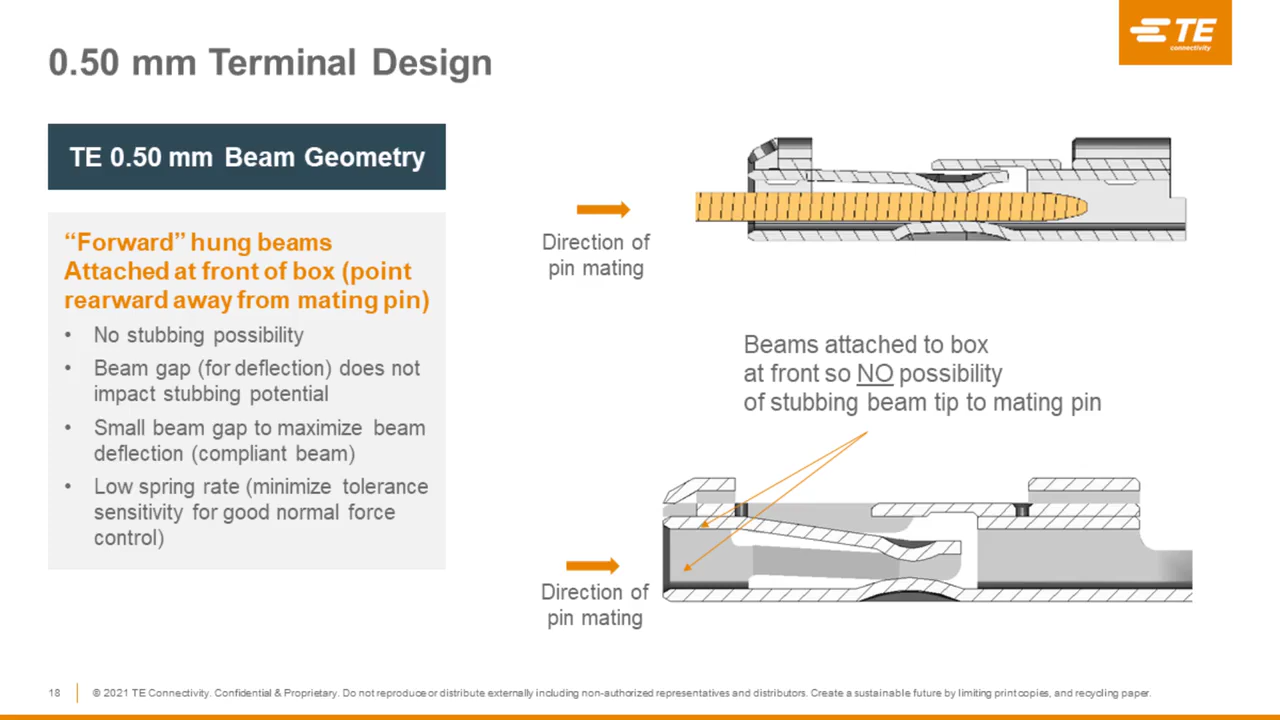 0.50 mm Terminal Design
TE
connectivity
TE 0.50 mm Beam Geometry
“Forward” hung beams
Attached at front of box (point
rearward away from mating pin)
• No stubbing possibility
• Beam gap (for deflection) does not
impact stubbing potential
• Small beam gap to maximize beam
deflection (compliant beam)
• Low spring rate (minimize tolerance
sensitivity for good normal force
control)
Direction of
pin mating
Beams attached to box
at front so NO possibility
of stubbing beam tip to mating pin
Direction of
pin mating
18
© 2021 TE Connectivity. Confidential & Proprietary. Do not reproduce or distribute externally including non-authorized representatives and distributors. Create a sustainable future by limiting print copies, and recycling paper.